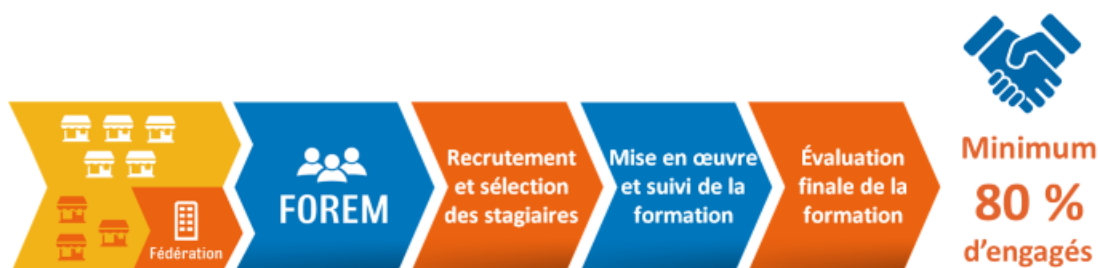 Fédération
FOREM
Recrutement
et sélection
des stagiaires
Mise en œuvre
et suivi de la
formation
Évaluation
finale de la
formation
Minimum
80 %
d'engagés